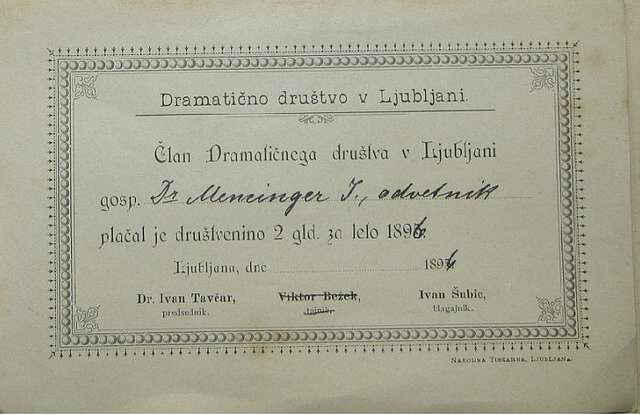 Dramatično društvo v Ljubljani.
Član Dramatičnega društva v Ljubljani
gosp. Dr Mencinger J., odvetnik
plačal je društvenino 2 gld. za leto 1896.
Ljubljana, dne 1896.
Dr. Ivan Tavčar, Viktor Bežek, Ivan Šubic,
predsednik. tajnik. blagajnik.
Narodna Tiskarna, Ljubljana.